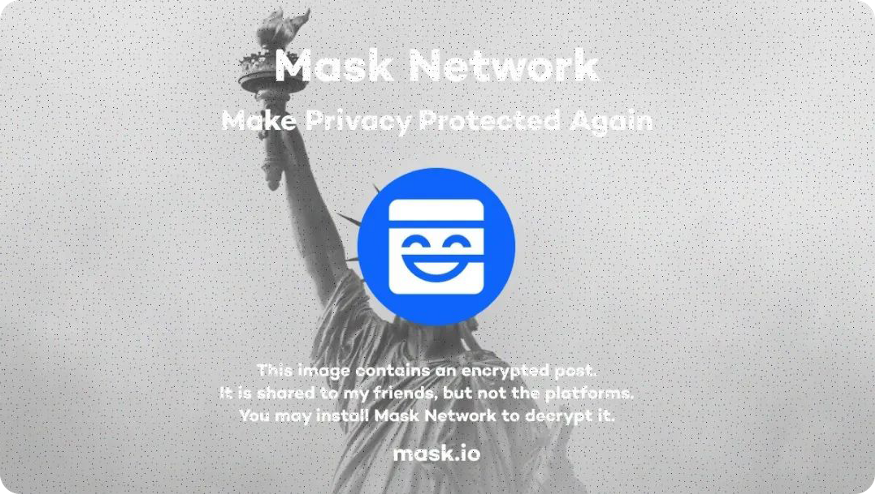 Mask Network
Make Privacy Protected Again
This image contains an encrypted post.
It is shared to my friends, but not the platforms.
You may install Mask Network to decrypt it.
mask.io